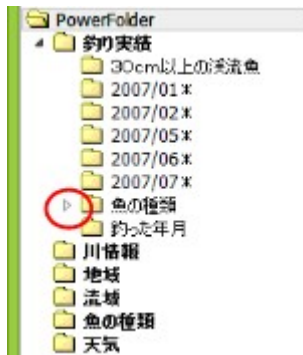 PowerFolder
釣り実績
30cm以上の渓流魚
2007/01*
2007/02*
2007/05*
2007/06*
2007/07*
魚の種類
釣った年月
川情報
地域
流域
魚の種類
天気